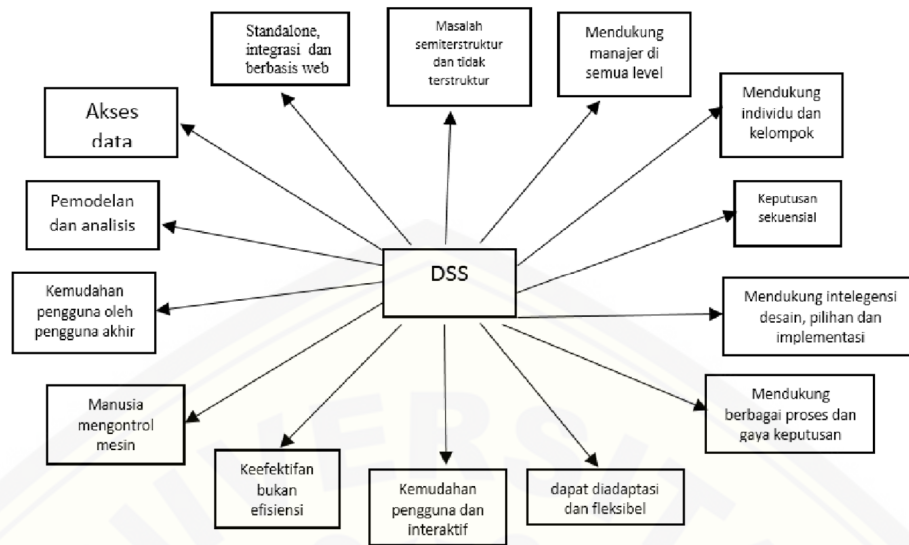 Standalone,
integrasi dan
berbasis web
Masalah
semiterstruktur
dan tidak
terstruktur
Mendukung
manajer di
semua level
Mendukung
individu dan
kelompok
Keputusan
sekuensial
Mendukung intelegensi
desain, pilihan dan
implementasi
Mendukung
berbagai proses dan
gaya keputusan
dapat diadaptasi
dan fleksibel
Kemudahan
pengguna dan
interaktif
Keefektifan
bukan
efisiensi
Manusia
mengontrol
mesin
Kemudahan
pengguna oleh
pengguna akhir
Pemodelan
dan analisis
Akses
data
DSS
UNIVERSIT